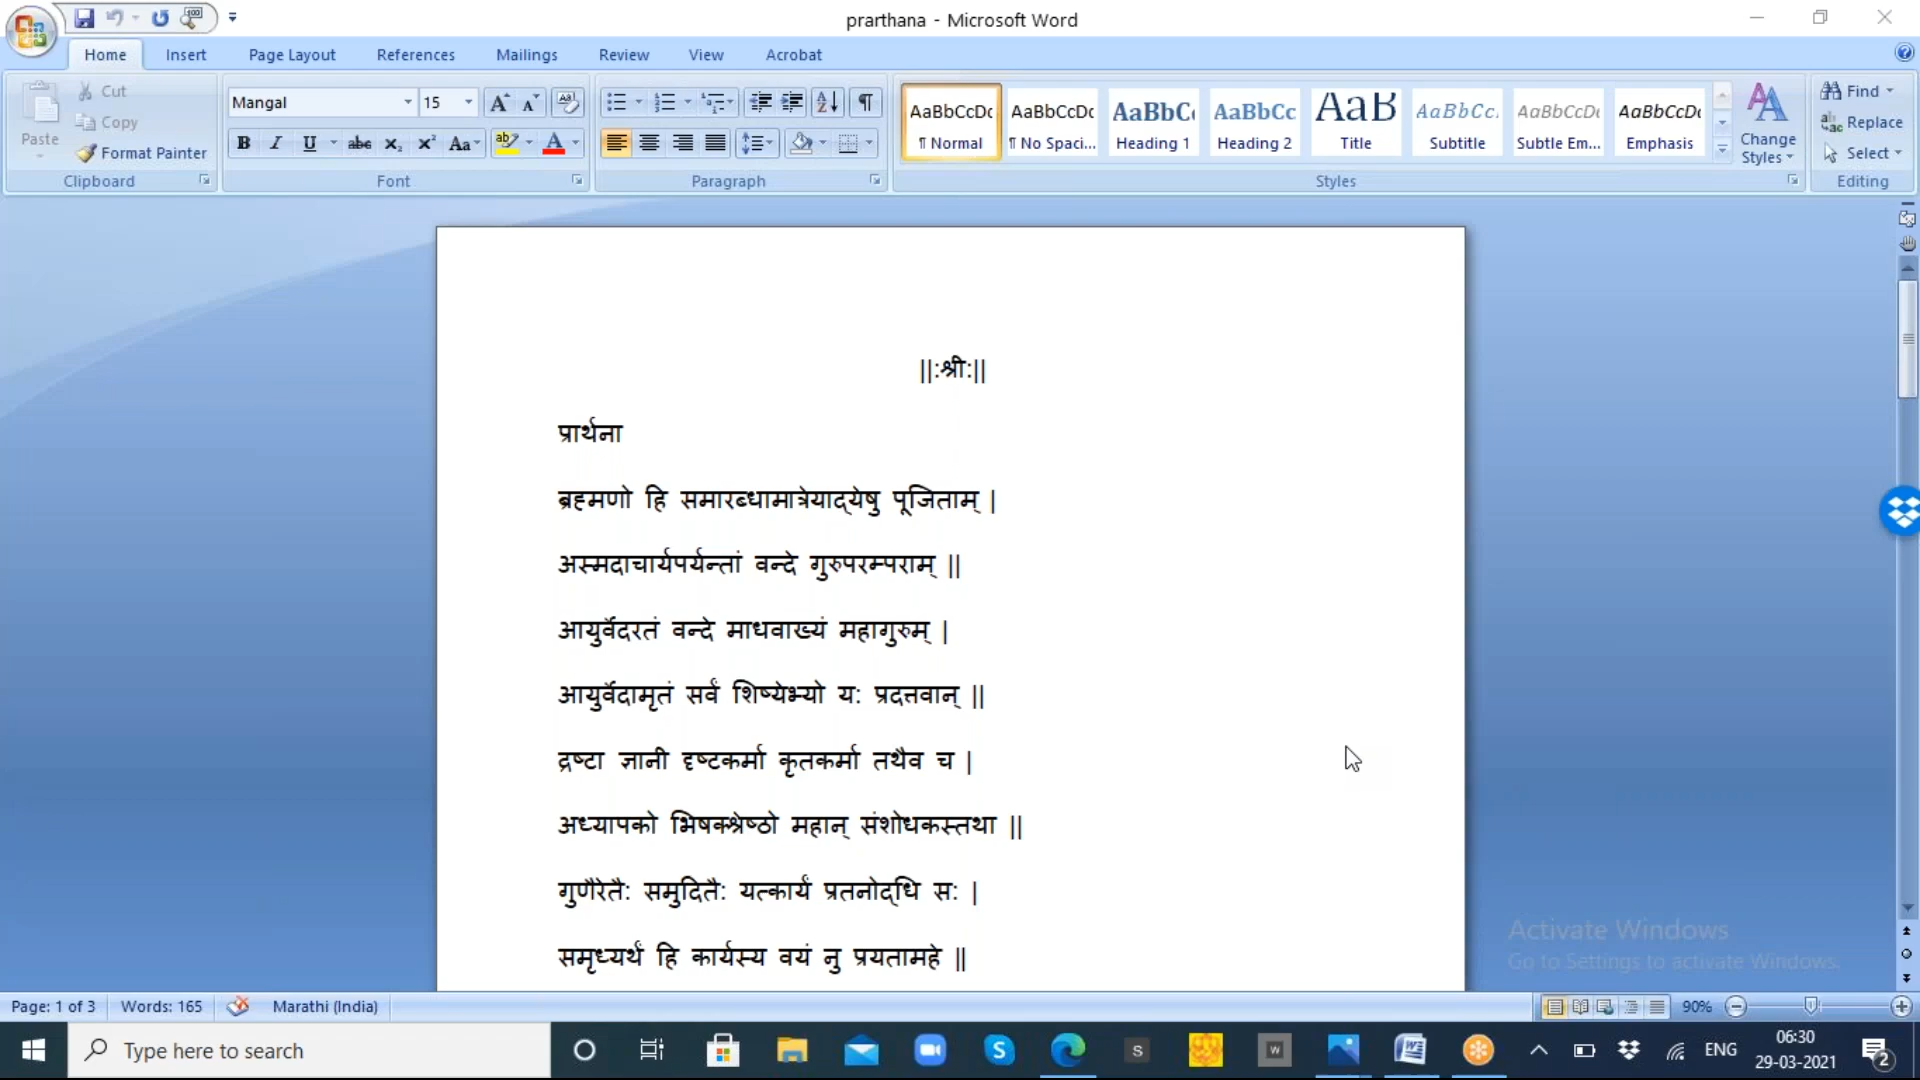 prarthana - Microsoft Word
Home Insert Page Layout References Mailings Review View Acrobat
Paste
Cut
Copy
Format Painter
Clipboard
Mangal 15
B I U abc x₂ x² Aa
Font
Paragraph
AaBbCcDc AaBbCcDc AaBbC AaBbCc AaB AaBbCc. AaBbCcDc AaBbCcDc
¶ Normal ¶ No Spaci... Heading 1 Heading 2 Title Subtitle Subtle Em... Emphasis
Change Styles
Styles
Find
Replace
Select
Editing
||:श्री:||
प्रार्थना
ब्रह्मणो हि समारब्धामात्रेयाद्येषु पूजिताम् |
अस्मदाचार्यपर्यन्तां वन्दे गुरुपरम्पराम् ||
आयुर्वेदरतं वन्दे माधवाख्यं महागुरुम् |
आयुर्वेदामृतं सर्वं शिष्येभ्यो य: प्रदत्तवान् ||
द्रष्टा ज्ञानी दृष्टकर्मा कृतकर्मा तथैव च |
अध्यापको भिषक्श्रेष्ठो महान् संशोधकस्तथा ||
गुणैरेतै: समुदितै: यत्कार्यं प्रतनोद्धि स: |
समृध्यर्थं हि कार्यस्य वयं नु प्रयतामहे ||
Activate Windows
Go to Settings to activate Windows.
Page: 1 of 3 Words: 165 Marathi (India) 90%
Type here to search
ENG
06:30
29-03-2021
2